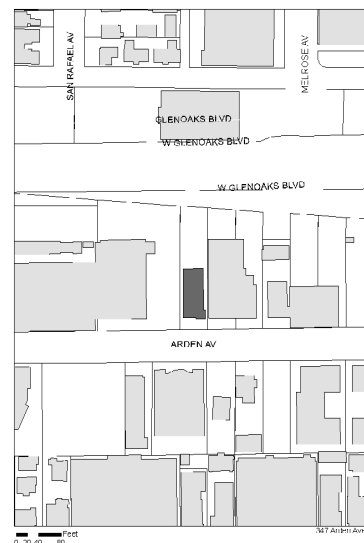 SAN RAFAEL AV
MELROSE AV
GLENOAKS BLVD
W GLENOAKS BLVD
W GLENOAKS BLVD
ARDEN AV
Feet
0 20 40 80
347 Arden Ave